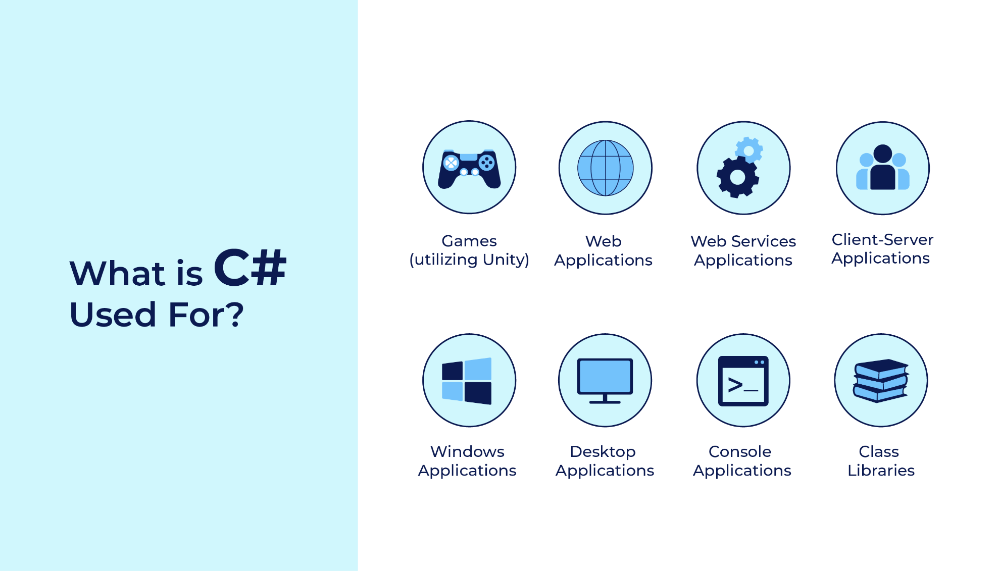 What is C#
Used For?
Games
(utilizing Unity)
Web
Applications
Web Services
Applications
Client-Server
Applications
Windows
Applications
Desktop
Applications
>_
Console
Applications
Class
Libraries